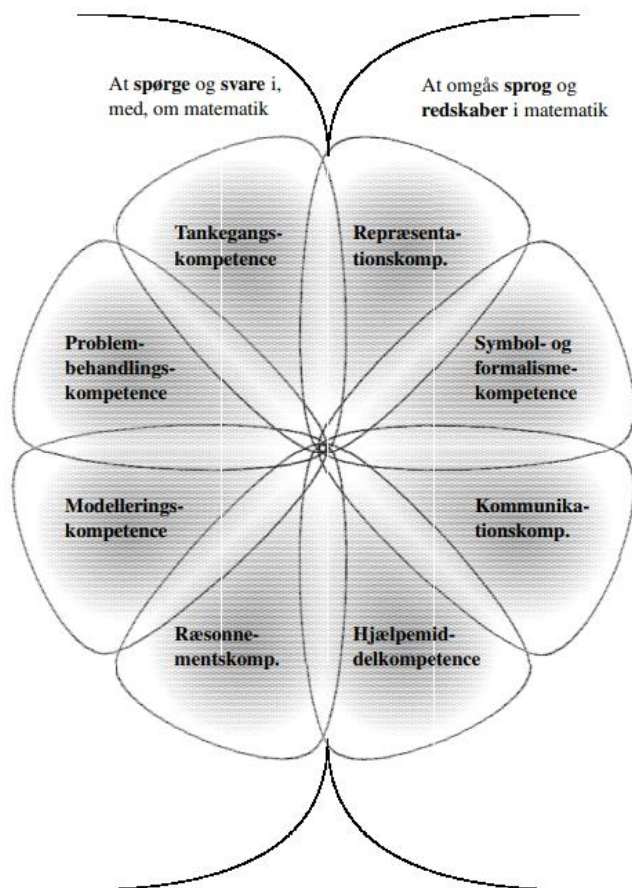 At spørge og svare i,
med, om matematik
At omgås sprog og
redskaber i matematik
Tankegangs-
kompetence
Repræsenta-
tionskomp.
Problem-
behandlings-
kompetence
Symbol- og
formalisme-
kompetence
Modellerings-
kompetence
Kommunika-
tionskomp.
Ræsonne-
mentskomp.
Hjælpemid-
delkompetence